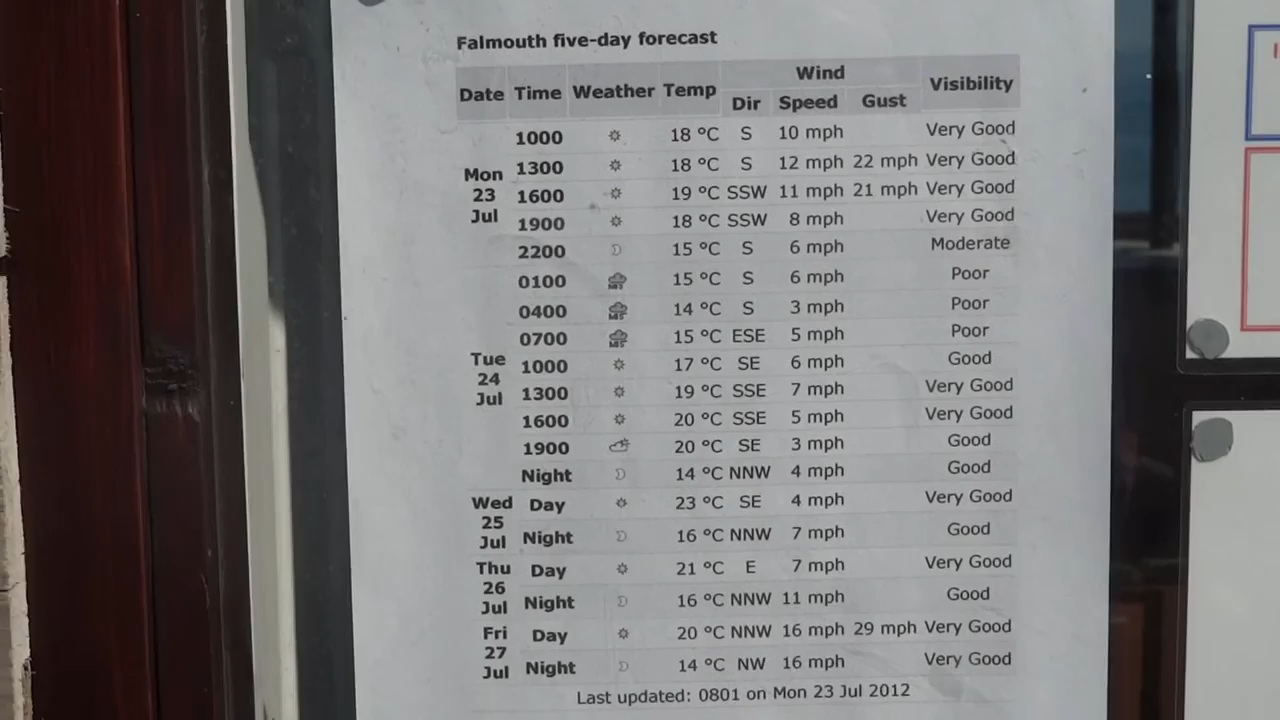 Falmouth five-day forecast
Date Time Weather Temp Wind Visibility
Dir Speed Gust
Mon 23 Jul
1000 18 °C S 10 mph Very Good
1300 18 °C S 12 mph 22 mph Very Good
1600 19 °C SSW 11 mph 21 mph Very Good
1900 18 °C SSW 8 mph Very Good
2200 15 °C S 6 mph Moderate
Tue 24 Jul
0100 15 °C S 6 mph Poor
0400 14 °C S 3 mph Poor
0700 15 °C ESE 5 mph Poor
1000 17 °C SE 6 mph Good
1300 19 °C SSE 7 mph Very Good
1600 20 °C SSE 5 mph Very Good
1900 20 °C SE 3 mph Good
Night 14 °C NNW 4 mph Good
Wed 25 Jul
Day 23 °C SE 4 mph Very Good
Night 16 °C NNW 7 mph Good
Thu 26 Jul
Day 21 °C E 7 mph Very Good
Night 16 °C NNW 11 mph Good
Fri 27 Jul
Day 20 °C NNW 16 mph 29 mph Very Good
Night 14 °C NW 16 mph Very Good
Last updated: 0801 on Mon 23 Jul 2012